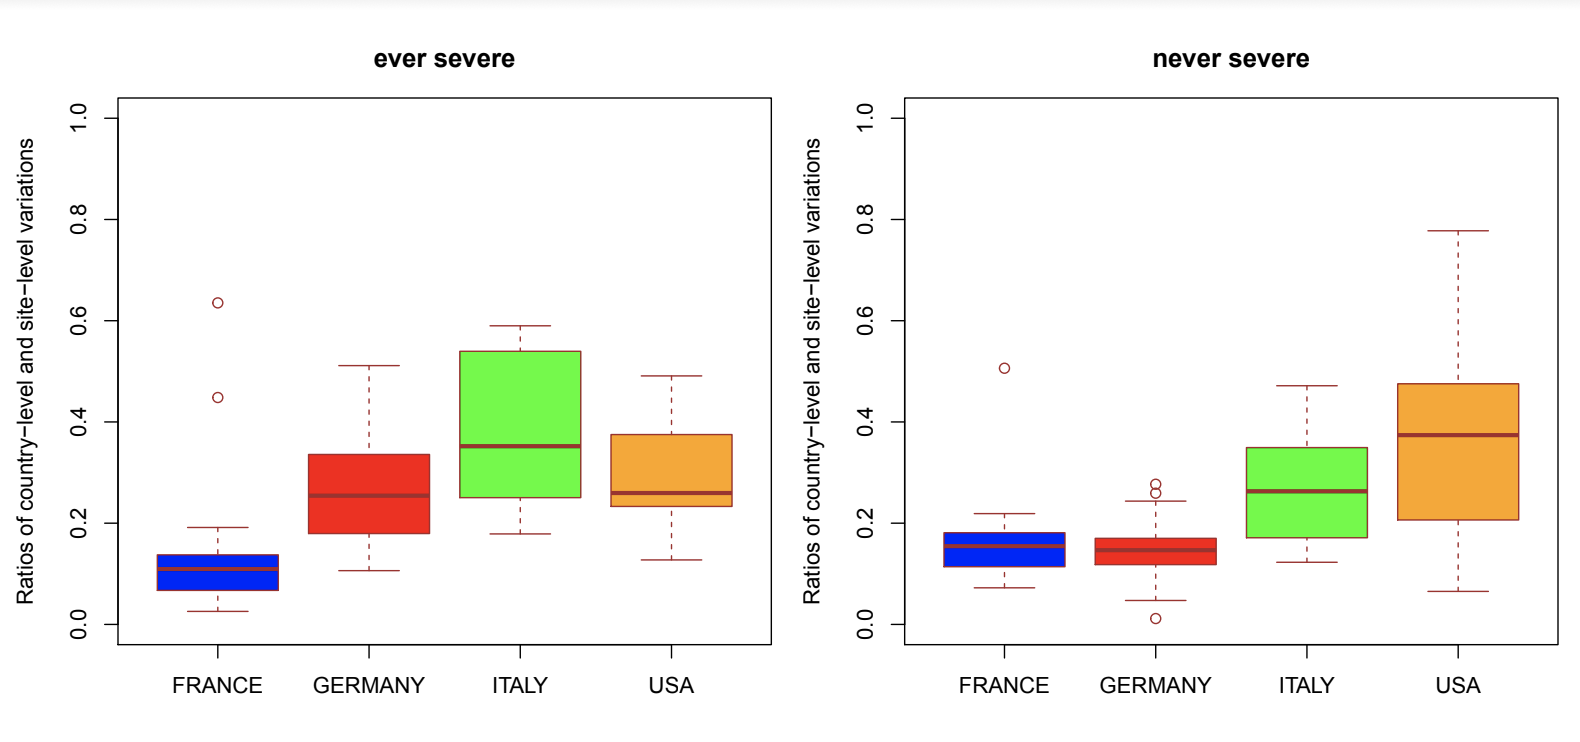 ever severe
Ratios of country−level and site−level variations
1.0
0.8
0.6
0.4
0.2
0.0
FRANCE GERMANY ITALY USA
never severe
Ratios of country−level and site−level variations
1.0
0.8
0.6
0.4
0.2
0.0
FRANCE GERMANY ITALY USA